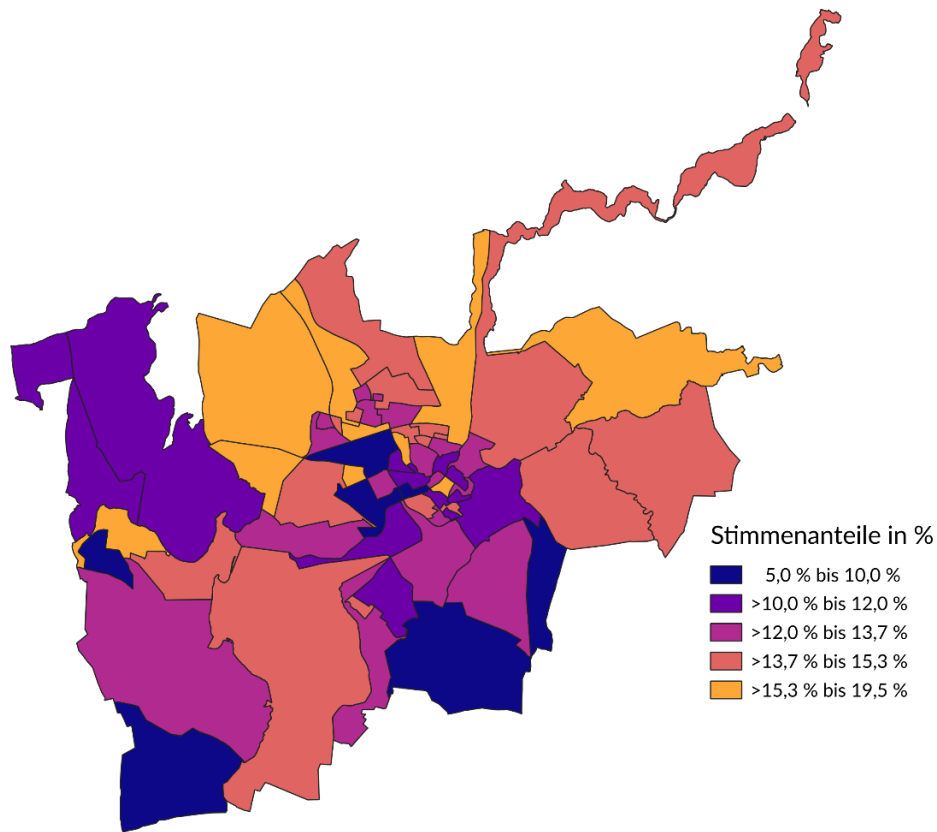 Stimmenanteile in %
5,0 % bis 10,0 %
>10,0 % bis 12,0 %
>12,0 % bis 13,7 %
>13,7 % bis 15,3 %
>15,3 % bis 19,5 %